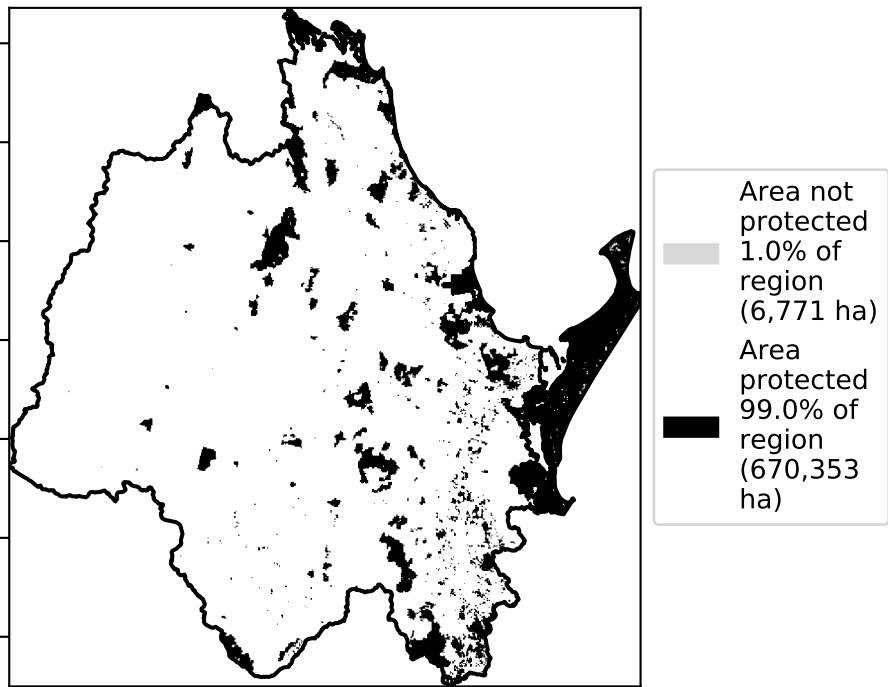 Area not
protected
1.0% of
region
(6,771 ha)
Area
protected
99.0% of
region
(670,353
ha)